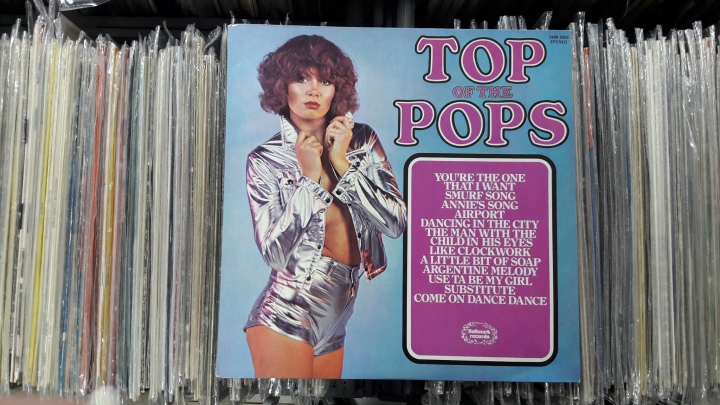 SHM 3002
STEREO
TOP
OF THE
POPS
YOU'RE THE ONE
THAT I WANT
SMURF SONG
ANNIE'S SONG
AIRPORT
DANCING IN THE CITY
THE MAN WITH THE
CHILD IN HIS EYES
LIKE CLOCKWORK
A LITTLE BIT OF SOAP
ARGENTINE MELODY
USE TA BE MY GIRL
SUBSTITUTE
COME ON DANCE DANCE
Hallmark
records